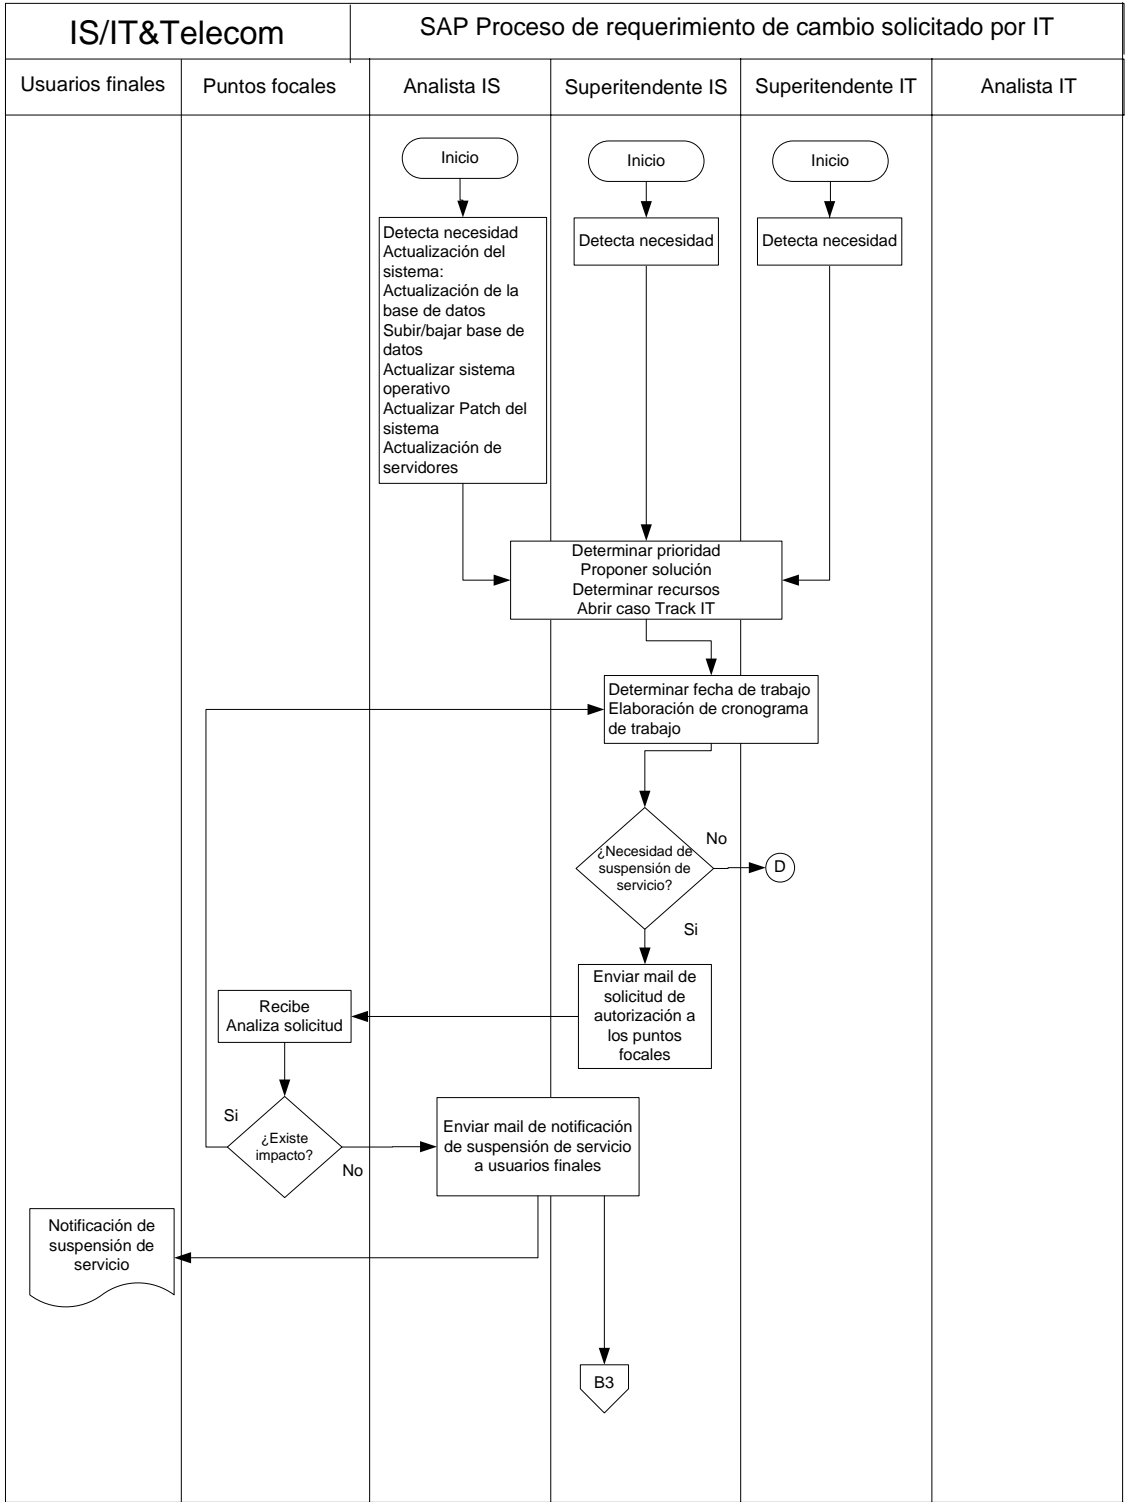 IS/IT&Telecom
SAP Proceso de requerimiento de cambio solicitado por IT
Usuarios finales
Puntos focales
Analista IS
Superitendente IS
Superitendente IT
Analista IT
Inicio
Inicio
Inicio
Detecta necesidad
Actualización del
sistema:
Actualización de la
base de datos
Subir/bajar base de
datos
Actualizar sistema
operativo
Actualizar Patch del
sistema
Actualización de
servidores
Detecta necesidad
Detecta necesidad
Determinar prioridad
Proponer solución
Determinar recursos
Abrir caso Track IT
Determinar fecha de trabajo
Elaboración de cronograma
de trabajo
¿Necesidad de
suspensión de
servicio?
No
D
Si
Enviar mail de
solicitud de
autorización a
los puntos
focales
Recibe
Analiza solicitud
Si
¿Existe
impacto?
No
Enviar mail de notificación
de suspensión de servicio
a usuarios finales
Notificación de
suspensión de
servicio
B3